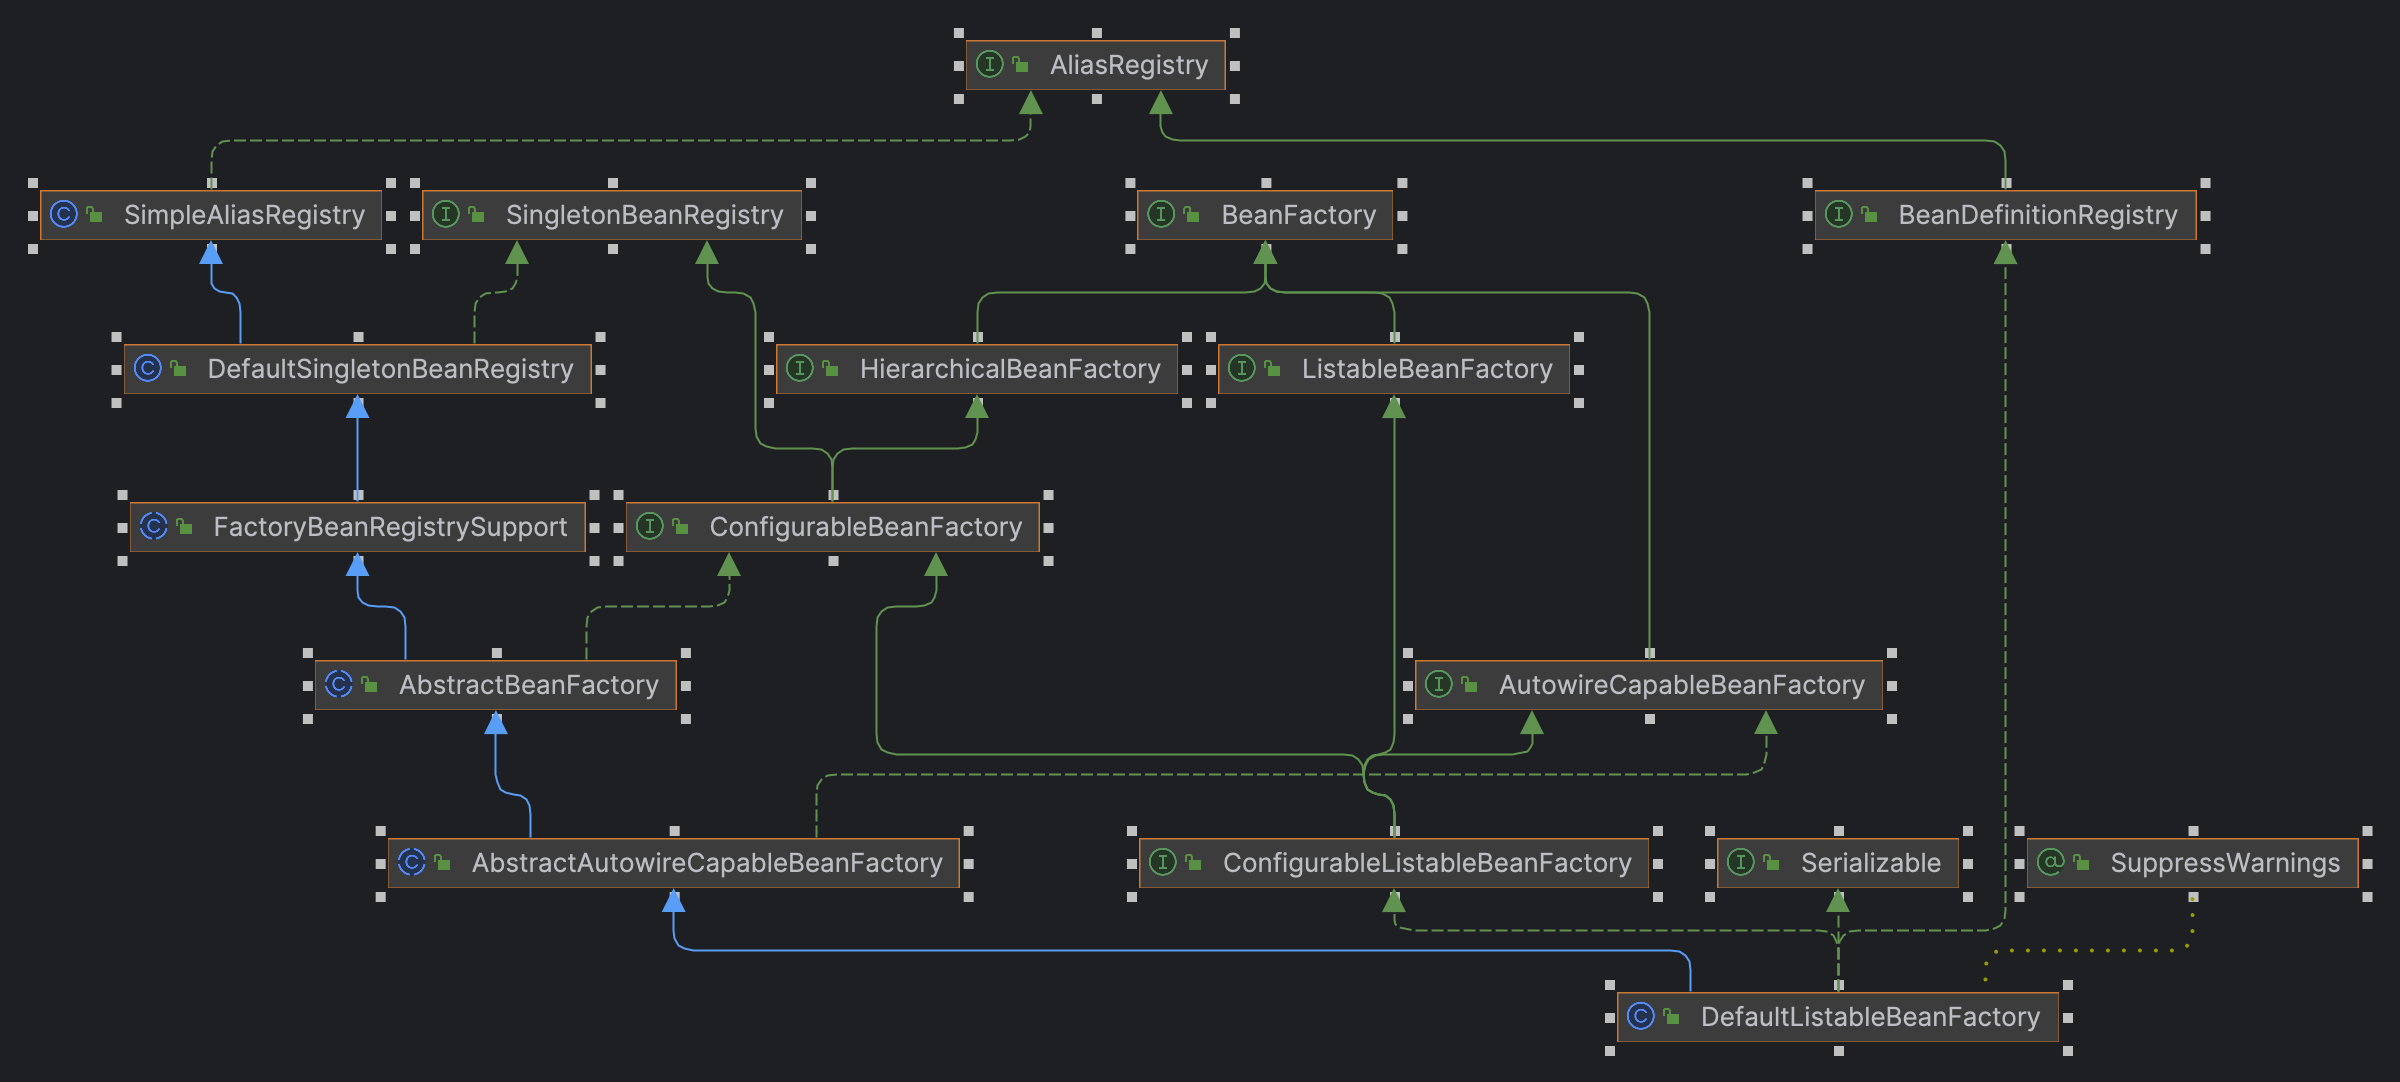 AliasRegistry
SimpleAliasRegistry
SingletonBeanRegistry
BeanFactory
BeanDefinitionRegistry
DefaultSingletonBeanRegistry
HierarchicalBeanFactory
ListableBeanFactory
FactoryBeanRegistrySupport
ConfigurableBeanFactory
AbstractBeanFactory
AutowireCapableBeanFactory
AbstractAutowireCapableBeanFactory
ConfigurableListableBeanFactory
Serializable
SuppressWarnings
DefaultListableBeanFactory